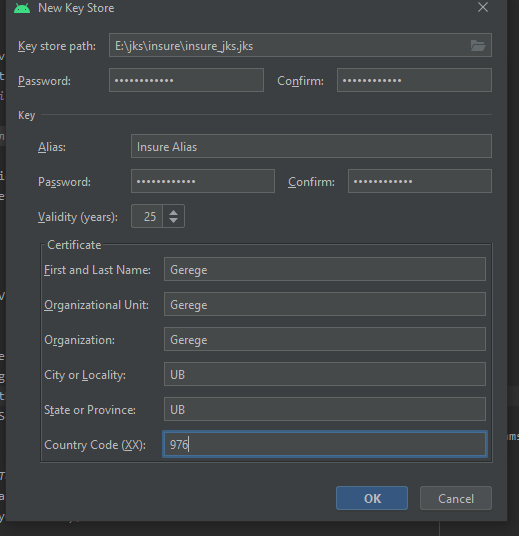 New Key Store
Key store path: E:\jks\insure\insure_jks.jks
Password: •••••••••••• Confirm: ••••••••••••
Key
Alias: Insure Alias
Password: •••••••••••• Confirm: ••••••••••••
Validity (years): 25
Certificate
First and Last Name: Gerege
Organizational Unit: Gerege
Organization: Gerege
City or Locality: UB
State or Province: UB
Country Code (XX): 976
OK Cancel